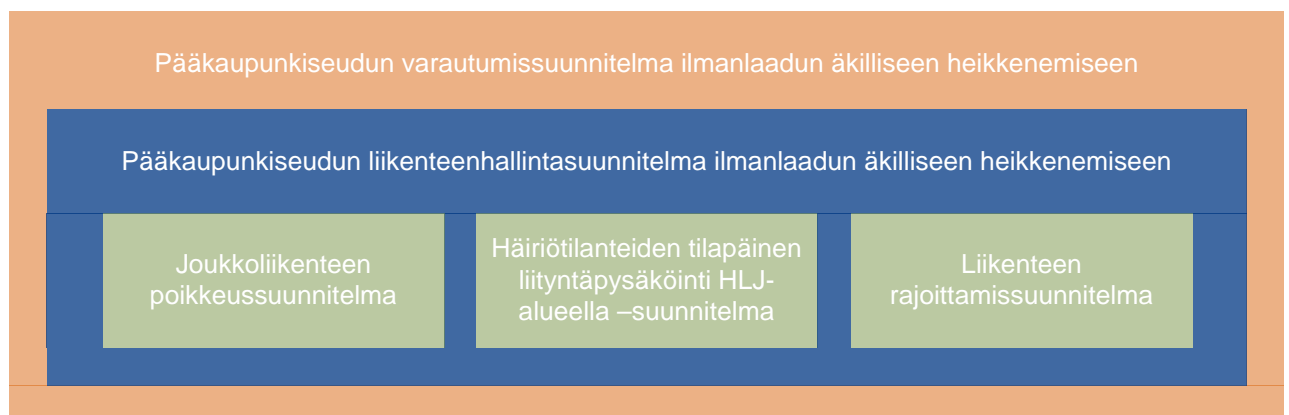 Pääkaupunkiseudun varautumissuunnitelma ilmanlaadun äkilliseen heikkenemiseen
Pääkaupunkiseudun liikenteenhallintasuunnitelma ilmanlaadun äkilliseen heikkenemiseen
Joukkoliikenteen
poikkeussuunnitelma
Häiriötilanteiden tilapäinen
liityntäpysäköinti HLJ-
alueella –suunnitelma
Liikenteen
rajoittamissuunnitelma